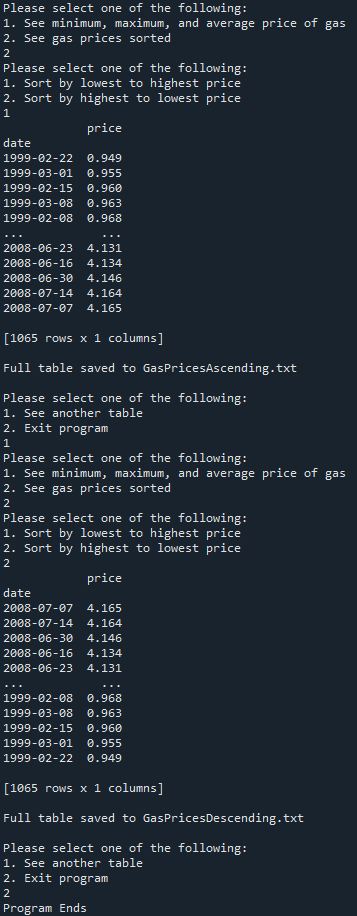 Please select one of the following:
1. See minimum, maximum, and average price of gas
2. See gas prices sorted
2
Please select one of the following:
1. Sort by lowest to highest price
2. Sort by highest to lowest price
1
            price
date
1999-02-22  0.949
1999-03-01  0.955
1999-02-15  0.960
1999-03-08  0.963
1999-02-08  0.968
...           ...
2008-06-23  4.131
2008-06-16  4.134
2008-06-30  4.146
2008-07-14  4.164
2008-07-07  4.165

[1065 rows x 1 columns]

Full table saved to GasPricesAscending.txt

Please select one of the following:
1. See another table
2. Exit program
1
Please select one of the following:
1. See minimum, maximum, and average price of gas
2. See gas prices sorted
2
Please select one of the following:
1. Sort by lowest to highest price
2. Sort by highest to lowest price
2
            price
date
2008-07-07  4.165
2008-07-14  4.164
2008-06-30  4.146
2008-06-16  4.134
2008-06-23  4.131
...           ...
1999-02-08  0.968
1999-03-08  0.963
1999-02-15  0.960
1999-03-01  0.955
1999-02-22  0.949

[1065 rows x 1 columns]

Full table saved to GasPricesDescending.txt

Please select one of the following:
1. See another table
2. Exit program
2
Program Ends